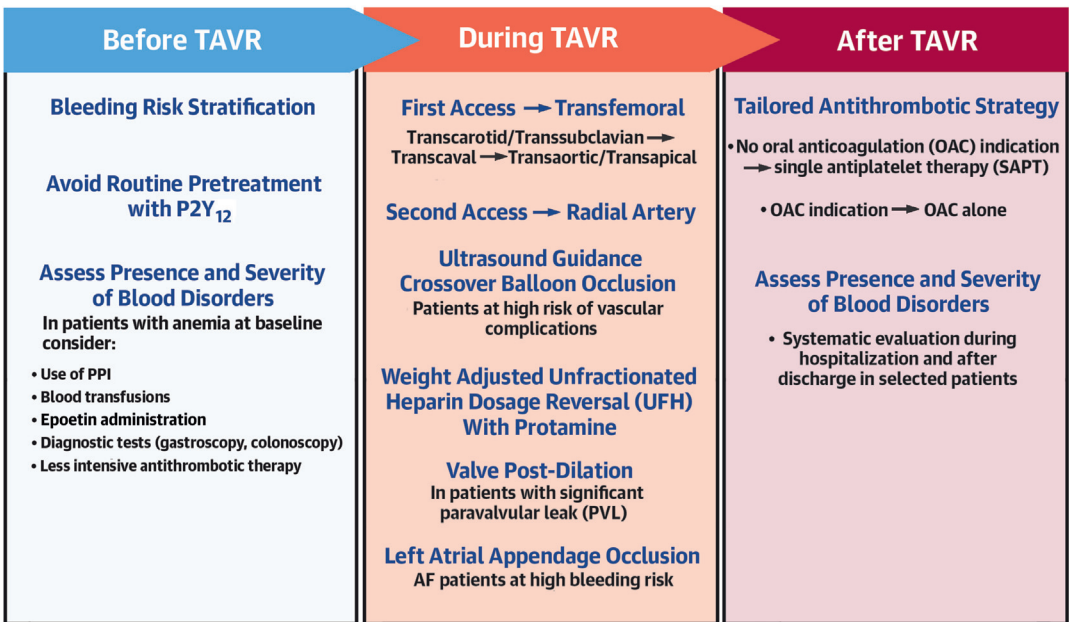 Before TAVR
Bleeding Risk Stratification
Avoid Routine Pretreatment
with P2Y12
Assess Presence and Severity
of Blood Disorders
In patients with anemia at baseline
consider:
• Use of PPI
• Blood transfusions
• Epoetin administration
• Diagnostic tests (gastroscopy, colonoscopy)
• Less intensive antithrombotic therapy
During TAVR
First Access → Transfemoral
Transcarotid/Transsubclavian →
Transcaval → Transaortic/Transapical
Second Access → Radial Artery
Ultrasound Guidance
Crossover Balloon Occlusion
Patients at high risk of vascular
complications
Weight Adjusted Unfractionated
Heparin Dosage Reversal (UFH)
With Protamine
Valve Post-Dilation
In patients with significant
paravalvular leak (PVL)
Left Atrial Appendage Occlusion
AF patients at high bleeding risk
After TAVR
Tailored Antithrombotic Strategy
• No oral anticoagulation (OAC) indication
→ single antiplatelet therapy (SAPT)
• OAC indication → OAC alone
Assess Presence and Severity
of Blood Disorders
• Systematic evaluation during
hospitalization and after
discharge in selected patients